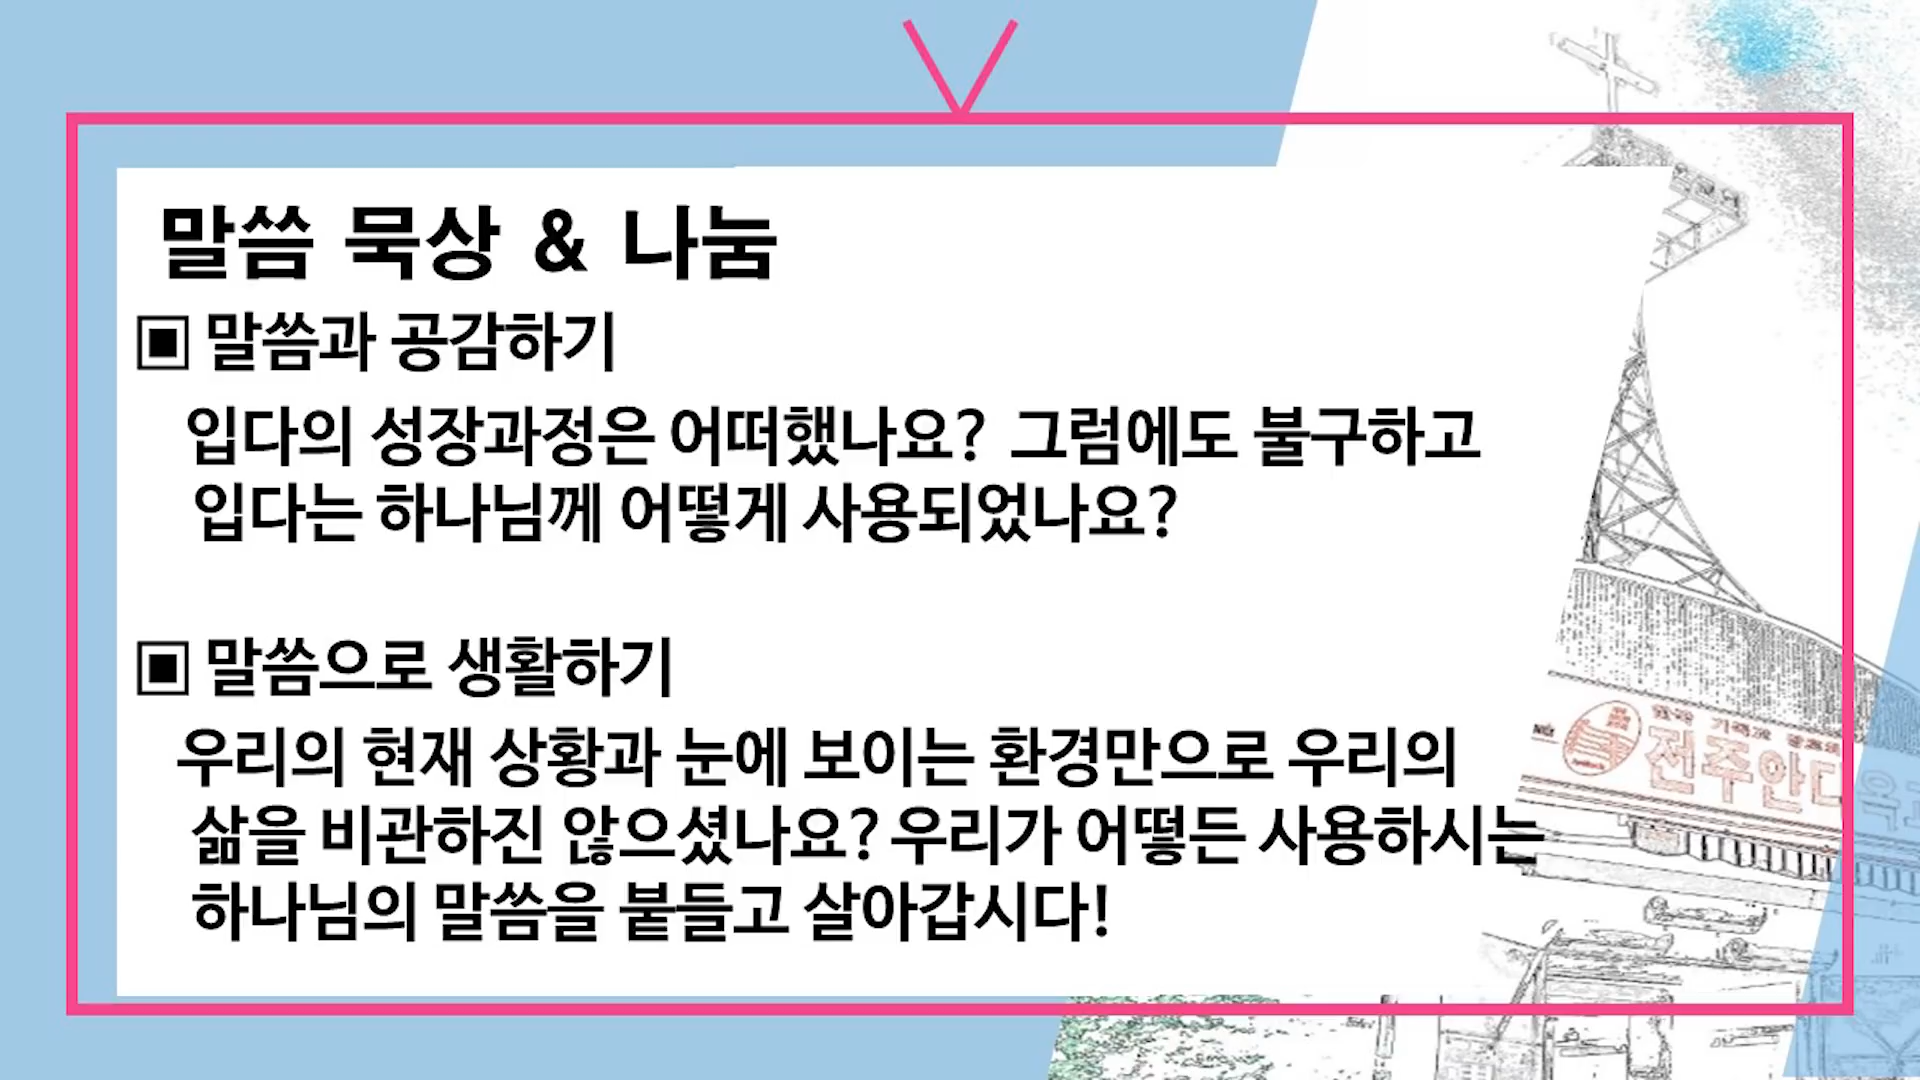 말씀 묵상 & 나눔
▣ 말씀과 공감하기
입다의 성장과정은 어떠했나요? 그럼에도 불구하고
입다는 하나님께 어떻게 사용되었나요?
▣ 말씀으로 생활하기
우리의 현재 상황과 눈에 보이는 환경만으로 우리의
삶을 비관하진 않으셨나요? 우리가 어떻든 사용하시는
하나님의 말씀을 붙들고 살아갑시다!
전주안디